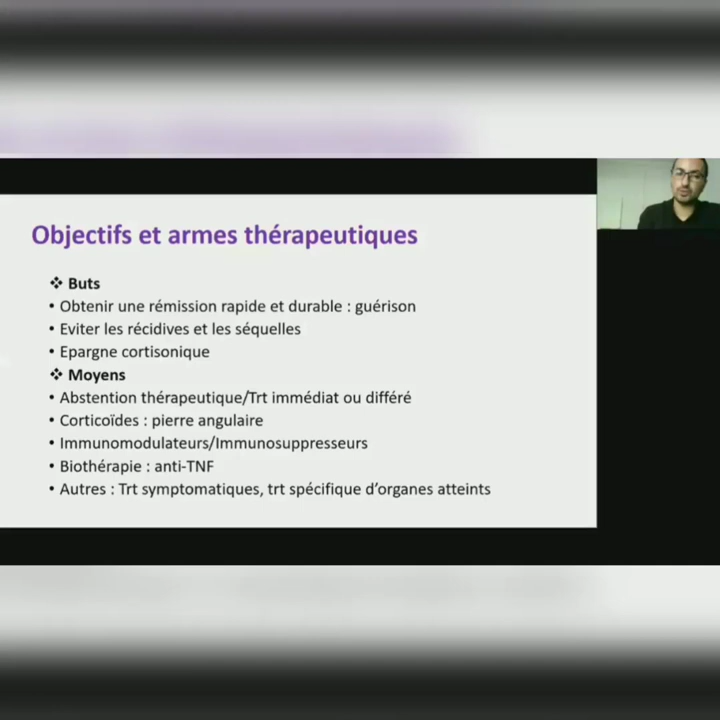 Objectifs et armes thérapeutiques
❖ Buts
• Obtenir une rémission rapide et durable : guérison
• Eviter les récidives et les séquelles
• Epargne cortisonique
❖ Moyens
• Abstention thérapeutique/Trt immédiat ou différé
• Corticoïdes : pierre angulaire
• Immunomodulateurs/Immunosuppresseurs
• Biothérapie : anti-TNF
• Autres : Trt symptomatiques, trt spécifique d’organes atteints